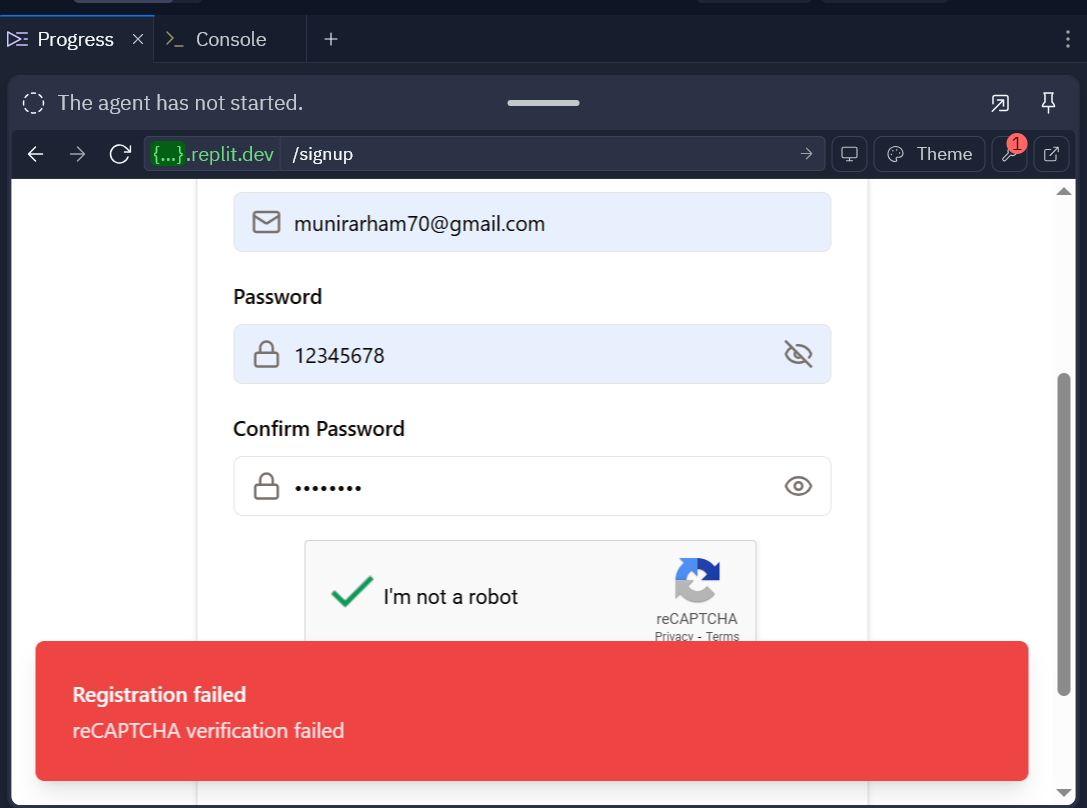 Progress
Console
The agent has not started.
{...}.replit.dev /signup
Theme
1
munirarham70@gmail.com
Password
12345678
Confirm Password
••••••••
I'm not a robot
reCAPTCHA
Privacy - Terms
Registration failed
reCAPTCHA verification failed